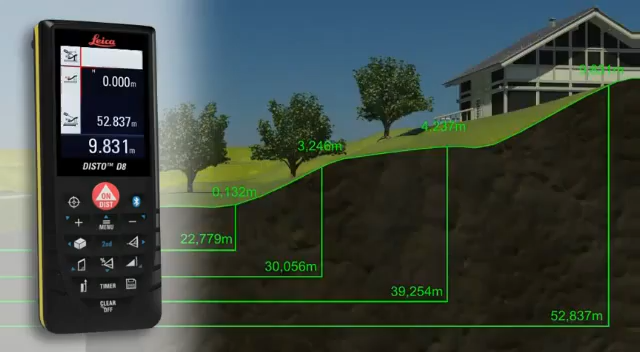 Leica
" 0.000m
52.837m
9.831m
DISTO™ D8
ON
DIST
+
MENU
−
2nd
TIMER
CLEAR
OFF
0,132m
3,246m
4,237m
22,779m
30,056m
39,254m
52,837m